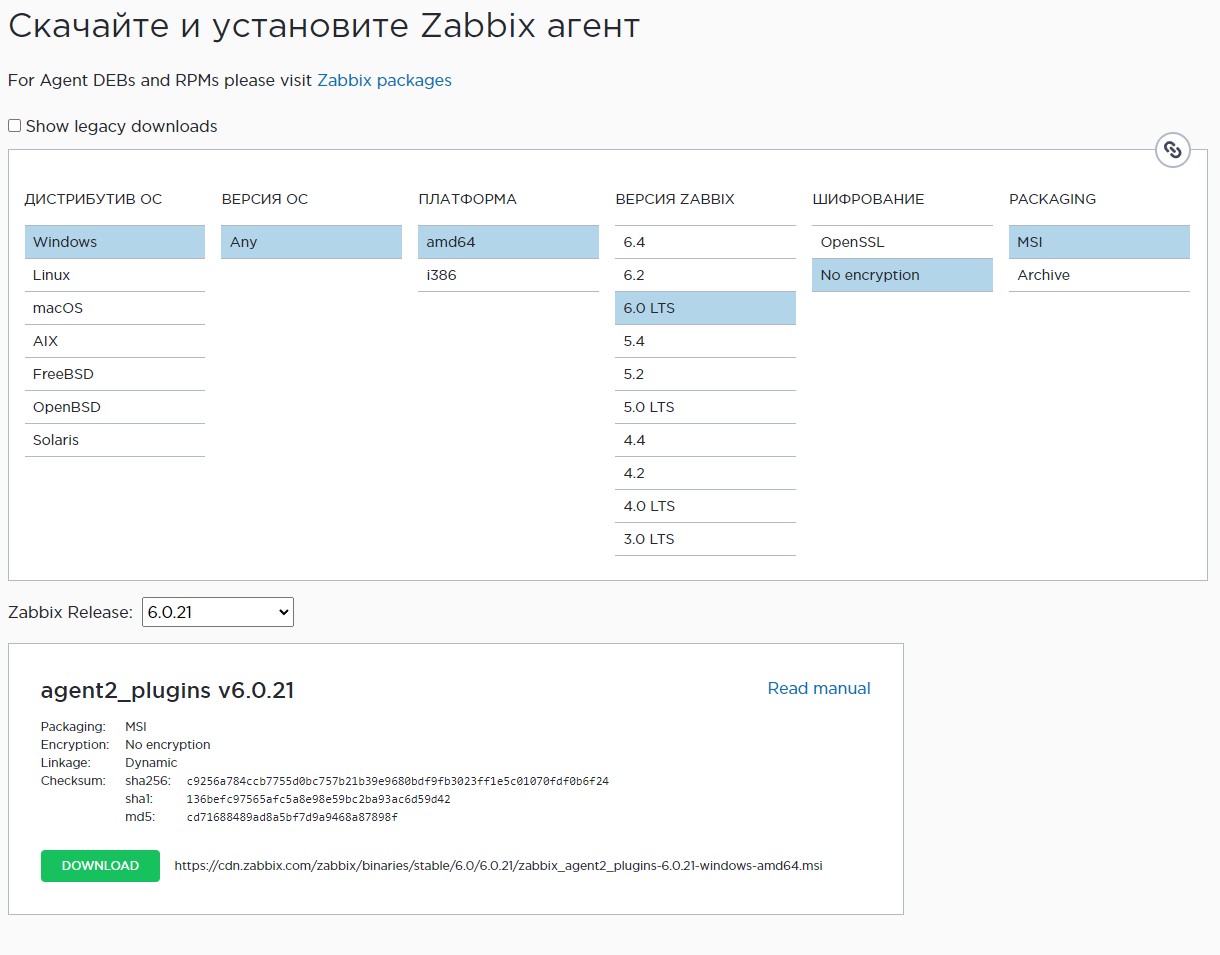 Скачайте и установите Zabbix агент
For Agent DEBs and RPMs please visit Zabbix packages
Show legacy downloads
ДИСТРИБУТИВ ОС ВЕРСИЯ ОС ПЛАТФОРМА ВЕРСИЯ ZABBIX ШИФРОВАНИЕ PACKAGING
Windows Any amd64 6.4 OpenSSL MSI
Linux i386 6.2 No encryption Archive
macOS 6.0 LTS
AIX 5.4
FreeBSD 5.2
OpenBSD 5.0 LTS
Solaris 4.4
4.2
4.0 LTS
3.0 LTS
Zabbix Release: 6.0.21
agent2_plugins v6.0.21 Read manual
Packaging: MSI
Encryption: No encryption
Linkage: Dynamic
Checksum: sha256: c9256a784ccb7755d0bc757b21b39e9680bdf9fb3023ff1e5c01070fdf0b6f24
sha1: 136befc97565afc5a8e98e59bc2ba93ac6d59d42
md5: cd71688489ad8a5bf7d9a9468a87898f
DOWNLOAD https://cdn.zabbix.com/zabbix/binaries/stable/6.0/6.0.21/zabbix_agent2_plugins-6.0.21-windows-amd64.msi